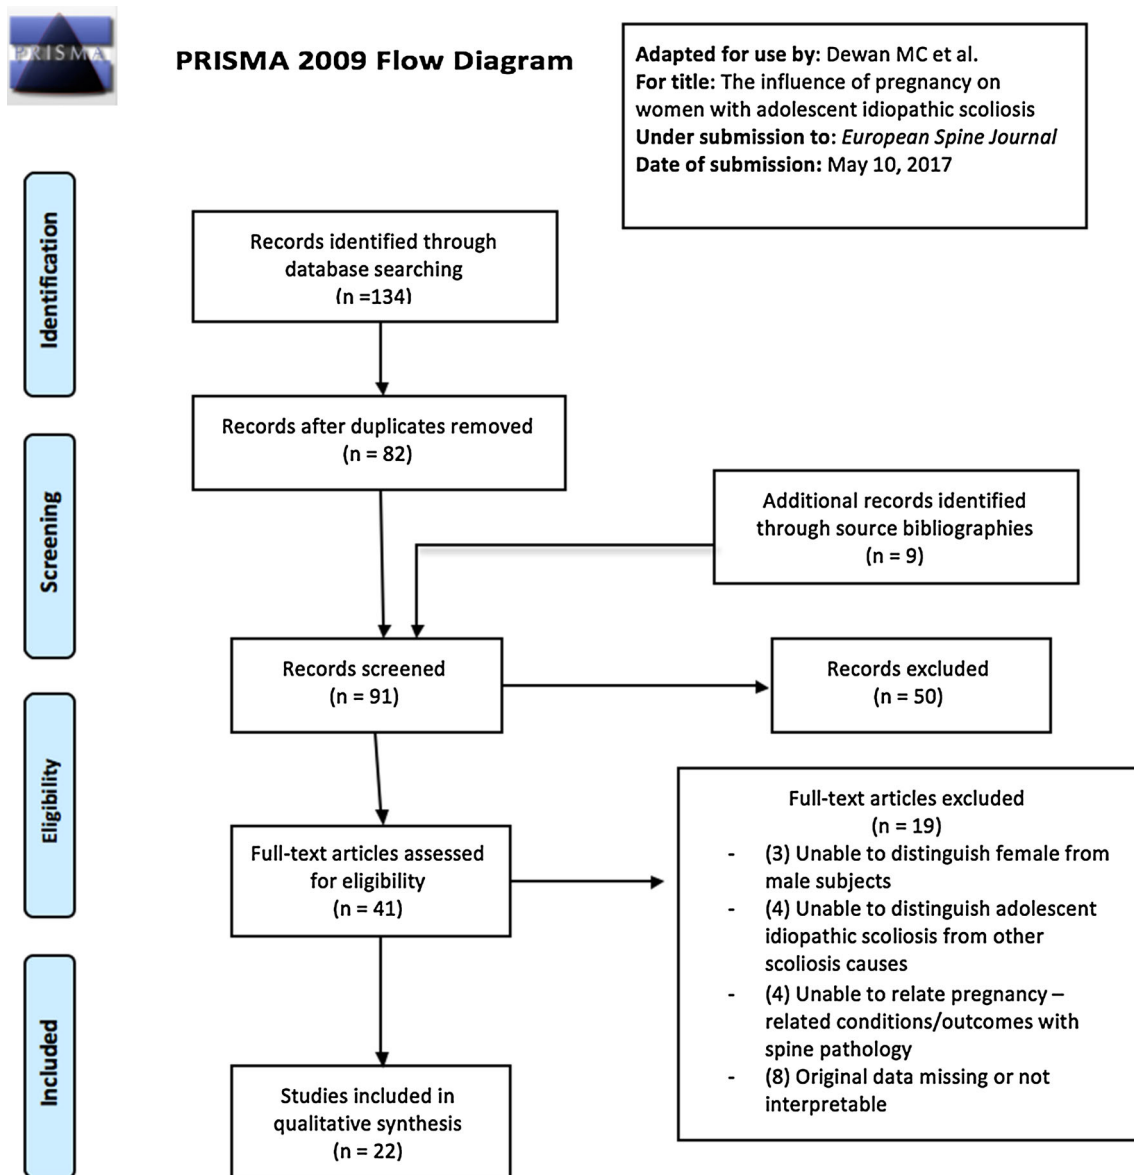 PRISMA
PRISMA 2009 Flow Diagram
Adapted for use by: Dewan MC et al.
For title: The influence of pregnancy on
women with adolescent idiopathic scoliosis
Under submission to: European Spine Journal
Date of submission: May 10, 2017
Identification
Records identified through
database searching
(n =134)
Records after duplicates removed
(n = 82)
Screening
Additional records identified
through source bibliographies
(n = 9)
Records screened
(n = 91)
Records excluded
(n = 50)
Eligibility
Full-text articles assessed
for eligibility
(n = 41)
Full-text articles excluded
(n = 19)
- (3) Unable to distinguish female from
male subjects
- (4) Unable to distinguish adolescent
idiopathic scoliosis from other
scoliosis causes
- (4) Unable to relate pregnancy –
related conditions/outcomes with
spine pathology
- (8) Original data missing or not
interpretable
Included
Studies included in
qualitative synthesis
(n = 22)